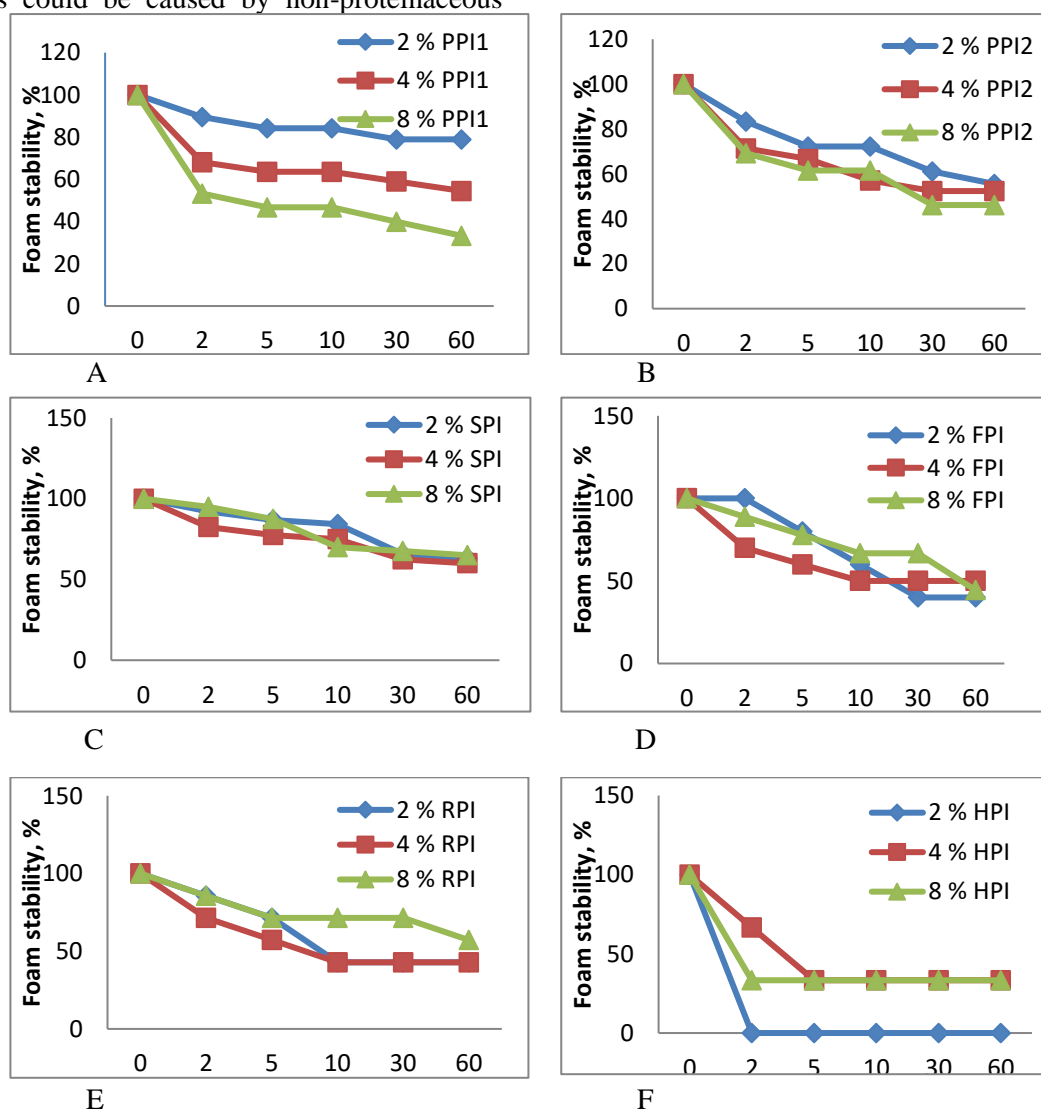 s could be caused by non-proteinaceous
Foam stability, %
120
100
80
60
40
20
0
0 2 5 10 30 60
2 % PPI1
4 % PPI1
8 % PPI1
A
Foam stability, %
120
100
80
60
40
20
0
0 2 5 10 30 60
2 % PPI2
4 % PPI2
8 % PPI2
B
Foam stability, %
150
100
50
0
0 2 5 10 30 60
2 % SPI
4 % SPI
8 % SPI
C
Foam stability, %
150
100
50
0
0 2 5 10 30 60
2 % FPI
4 % FPI
8 % FPI
D
Foam stability, %
150
100
50
0
0 2 5 10 30 60
2 % RPI
4 % RPI
8 % RPI
E
Foam stability, %
150
100
50
0
0 2 5 10 30 60
2 % HPI
4 % HPI
8 % HPI
F